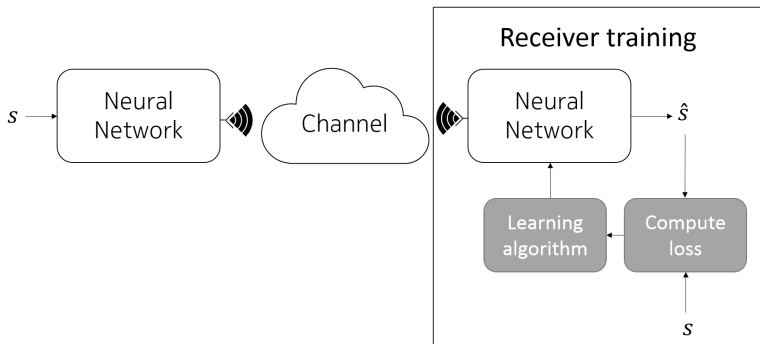 Receiver training
s
Neural
Network
Channel
Neural
Network
ŝ
Learning
algorithm
Compute
loss
s